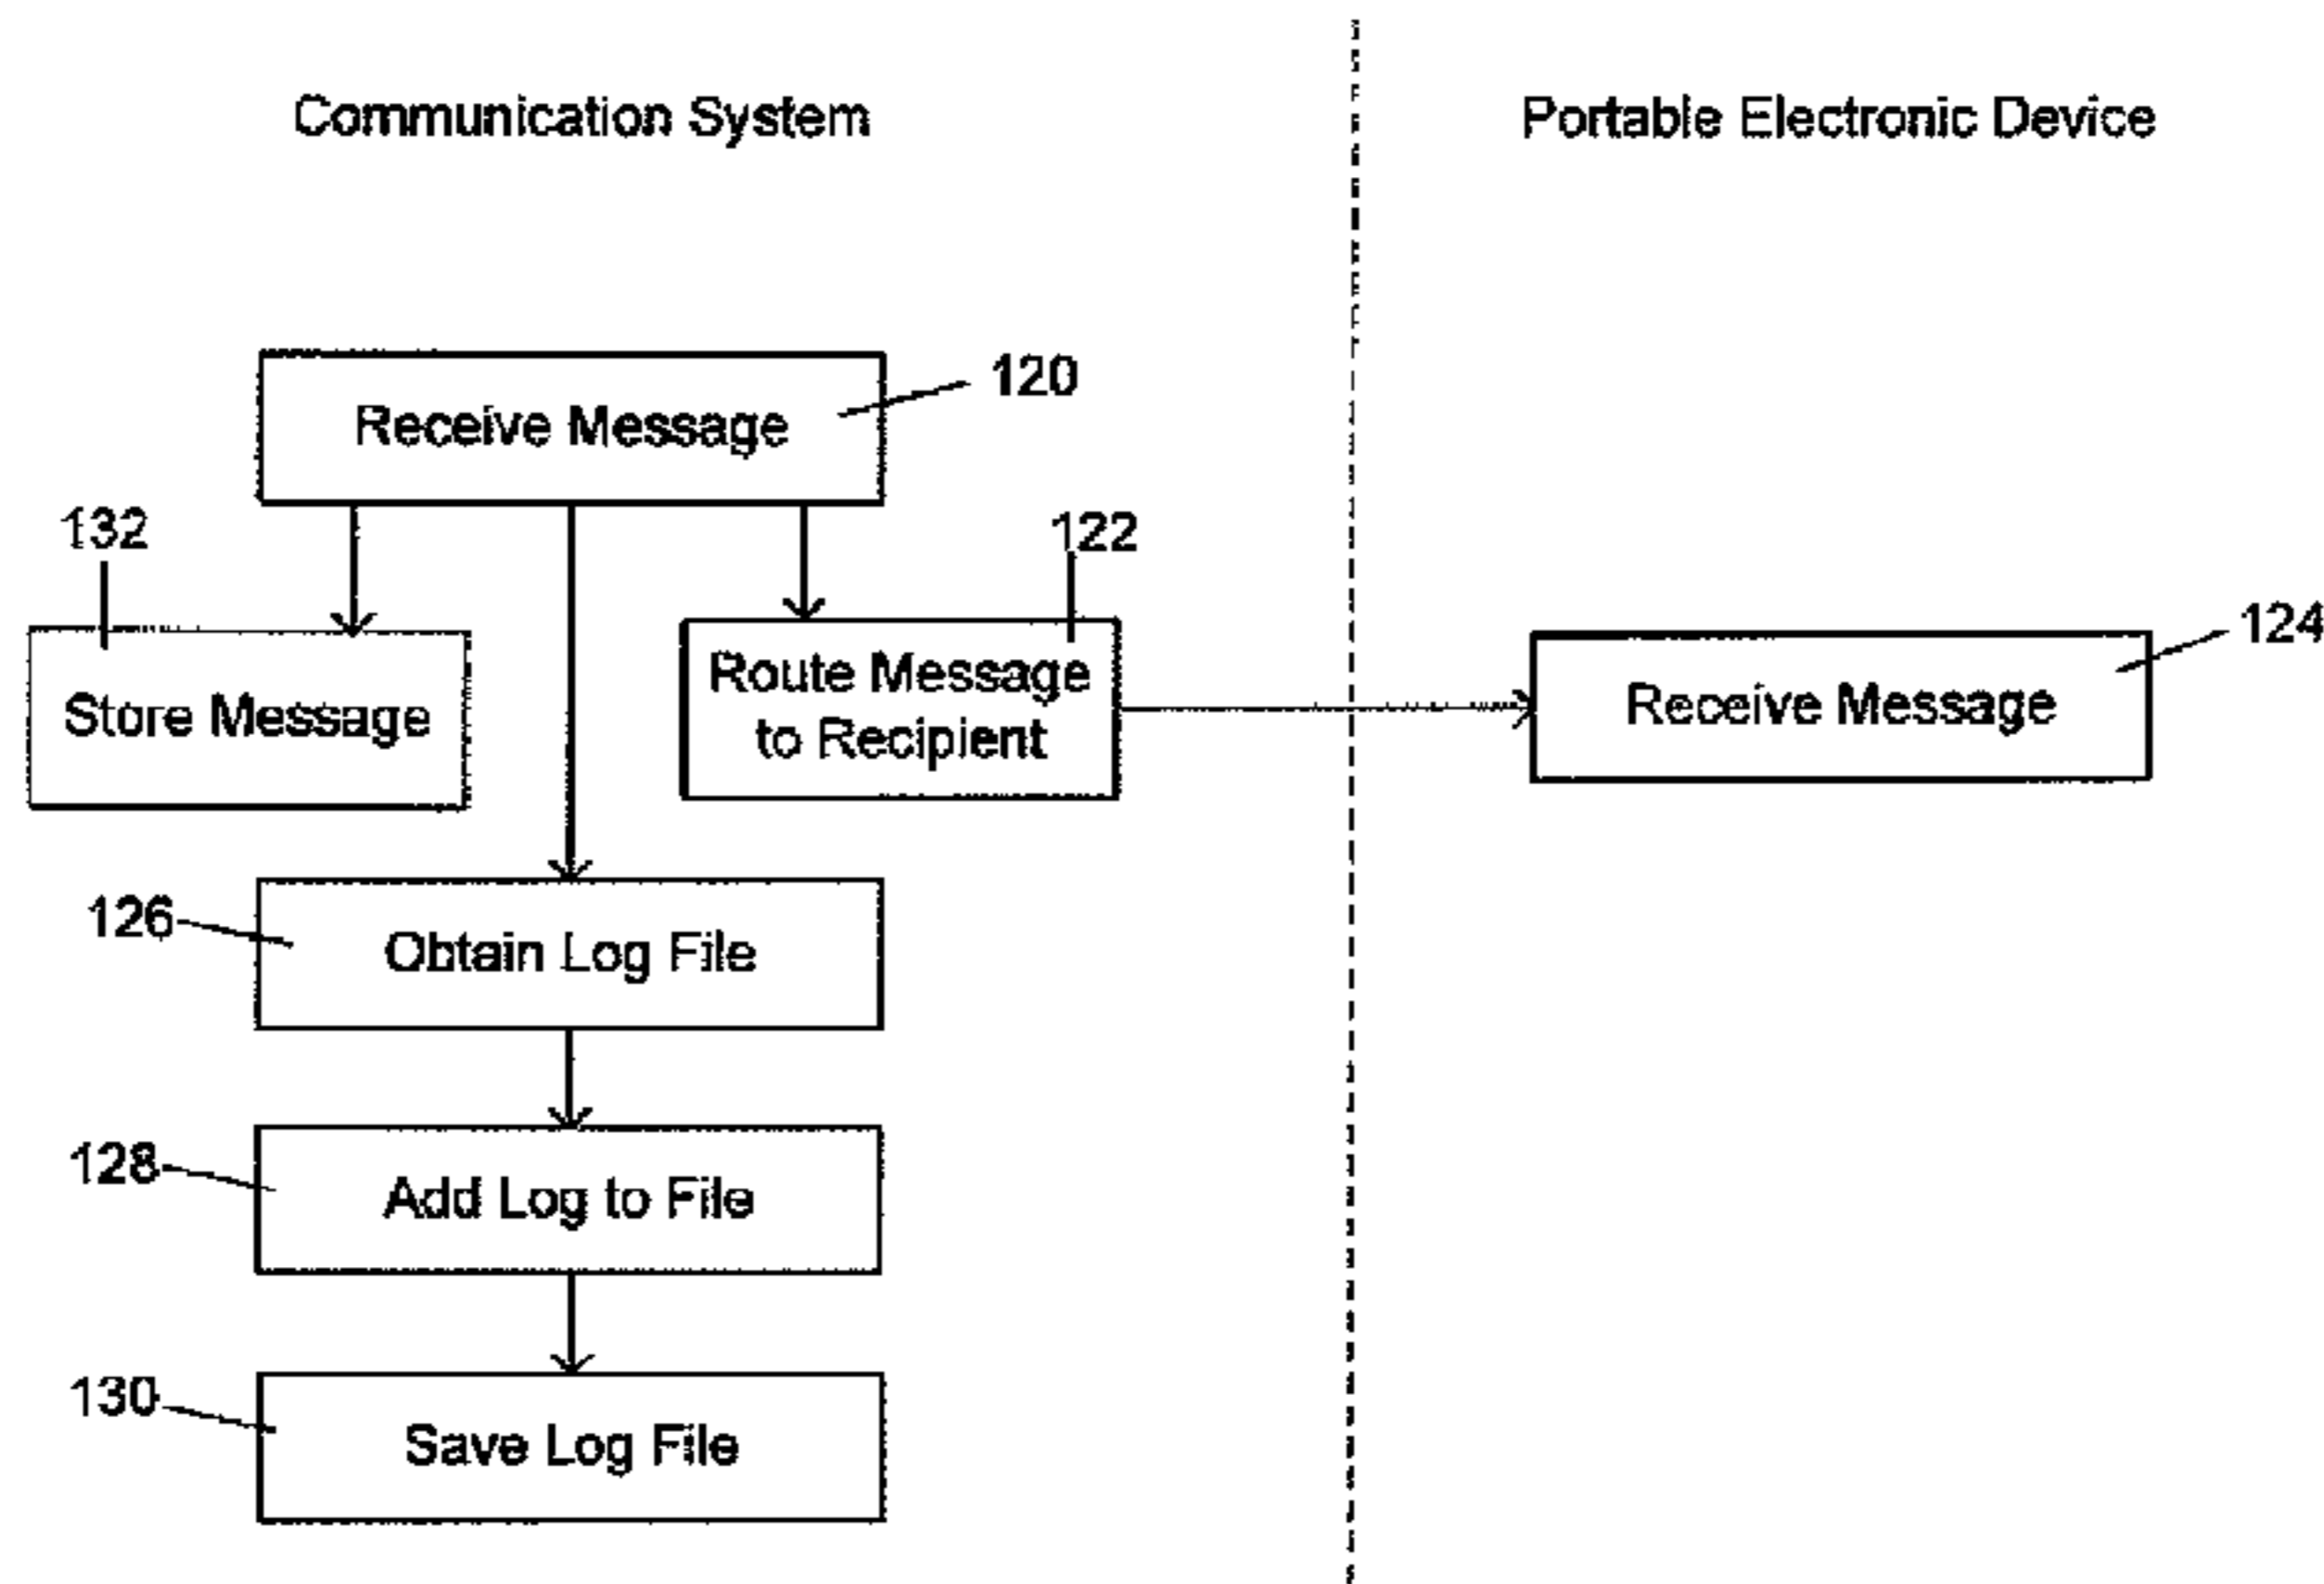 Communication System
Portable Electronic Device
120
Receive Message
132
122
Store Message
Route Message
to Recipient
124
Receive Message
126
Obtain Log File
128
Add Log to File
130
Save Log File